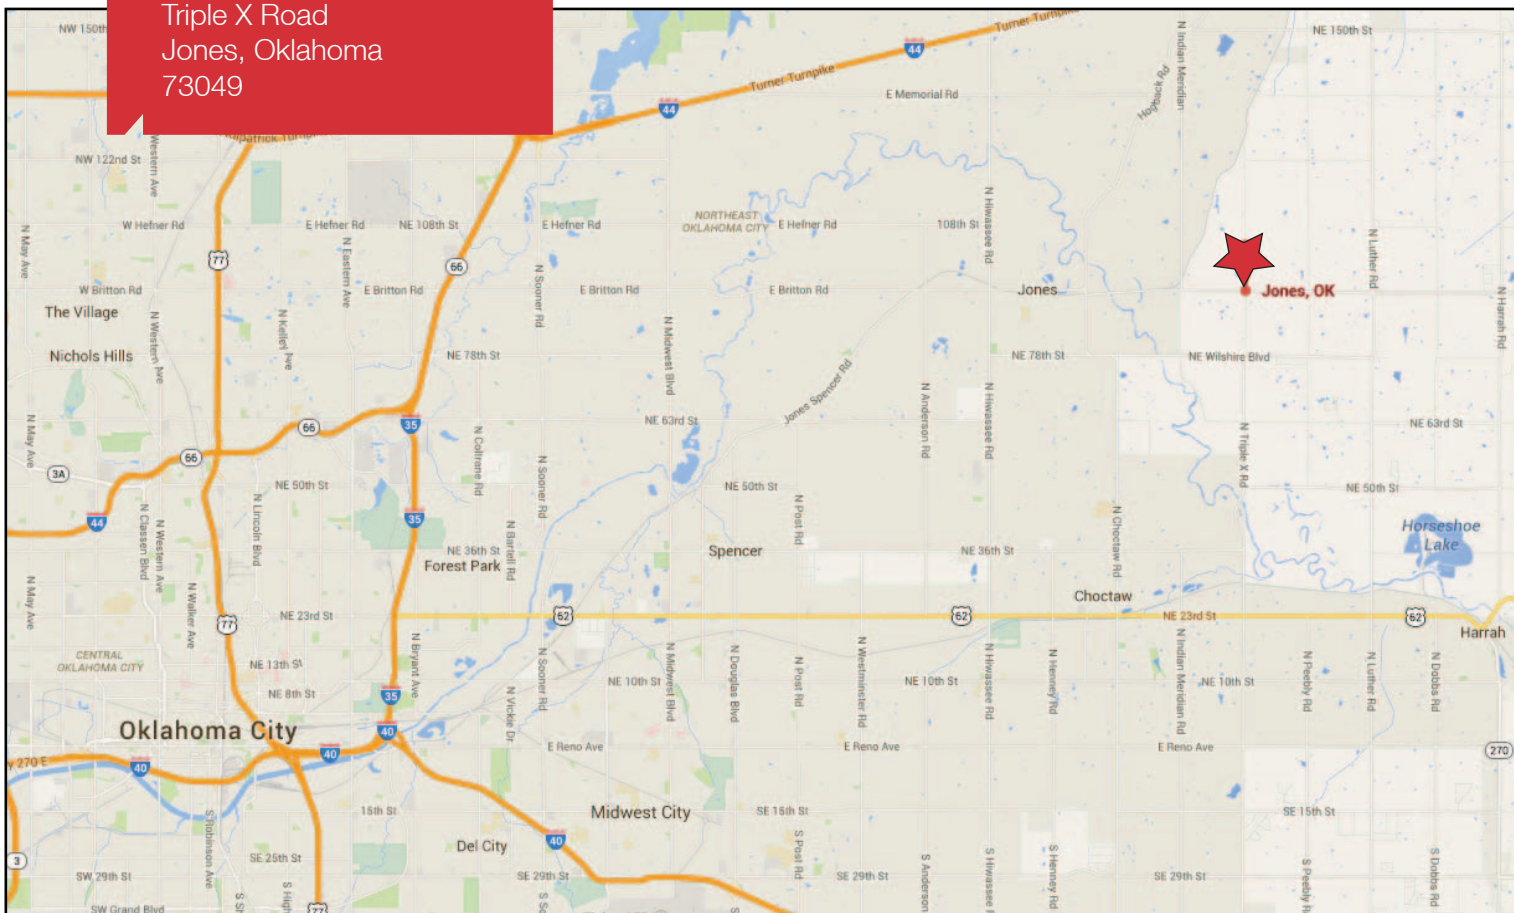 Triple X Road
Jones, Oklahoma
73049
NW 150th
Turner Turnpike
44
NE 150th St
N Indian Meridian
Turner Turnpike
E Memorial Rd
Hogback Rd
44
Kilpatrick
NW 122nd St
Western Ave
N May Ave
W Hefner Rd
E Hefner Rd
NE 108th St
E Hefner Rd
NORTHEAST
OKLAHOMA CITY
E Hefner Rd
108th St
N Hiwassee Rd
N Luther Rd
77
N Eastern Ave
66
N Sooner Rd
W Britton Rd
E Britton Rd
E Britton Rd
E Britton Rd
Jones
Jones, OK
N Harrah Rd
The Village
N Western Ave
N Kelley Ave
N Midwest Blvd
Nichols Hills
NE 78th St
NE 78th St
NE Wilshire Blvd
Jones Spencer Rd
N Anderson Rd
N Hiwassee Rd
N May Ave
66
35
NE 63rd St
NE 63rd St
N Triple X Rd
66
3A
N Coltrane Rd
N Sooner Rd
NE 50th St
NE 50th St
NE 50th St
44
N Classen Blvd
N Western Ave
N Lincoln Blvd
35
N Bartell Rd
N Post Rd
N Choctaw Rd
Horseshoe
Lake
NE 36th St
Forest Park
Spencer
NE 36th St
N May Ave
N Walker Ave
Choctaw
77
NE 23rd St
62
62
NE 23rd St
62
Harrah
CENTRAL
OKLAHOMA CITY
NE 13th St
N Bryant Ave
N Sooner Rd
N Midwest Blvd
N Douglas Blvd
N Post Rd
N Westminster Rd
N Hiwassee Rd
N Henney Rd
N Indian Meridian Rd
N Peebly Rd
N Luther Rd
N Dobbs Rd
NE 8th St
35
N Vickie Dr
NE 10th St
NE 10th St
NE 10th St
Oklahoma City
40
40
E Reno Ave
E Reno Ave
E Reno Ave
270
270 E
40
S Robinson Ave
15th St
Midwest City
SE 15th St
SE 15th St
Del City
40
3
SE 25th St
S Post Rd
S Anderson
S Hiwassee
S Henney Rd
S Peebly
S Dobbs Rd
SW 29th St
S High
SE 29th St
SE 29th St
SE 29th St
SW Grand Blvd
77